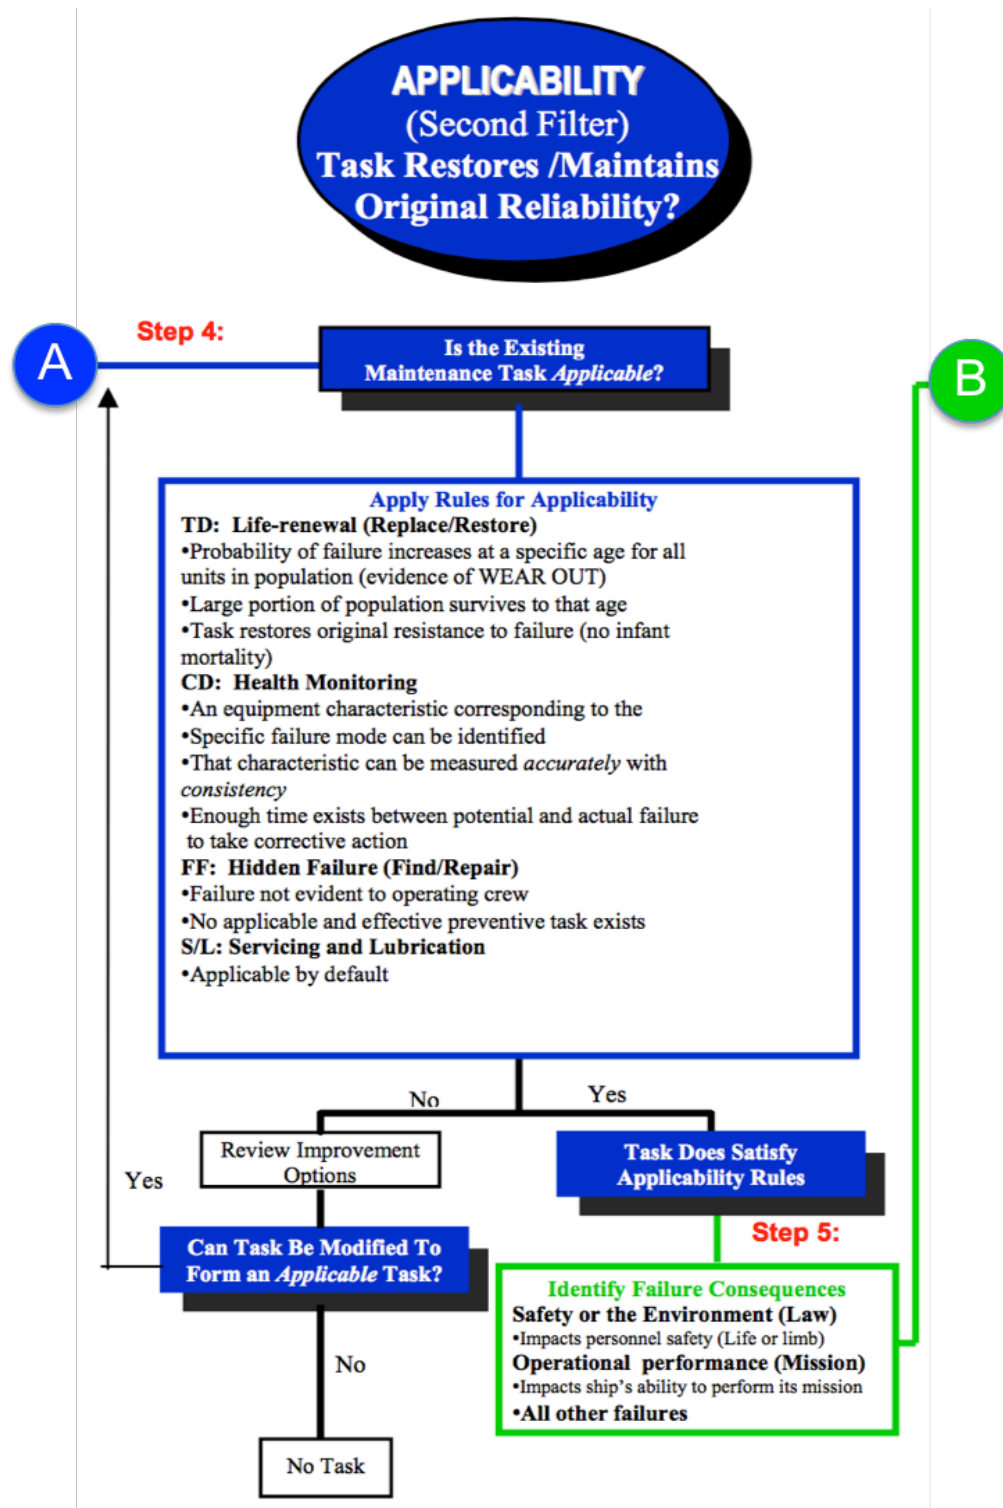 APPLICABILITY
(Second Filter)
Task Restores /Maintains
Original Reliability?
Step 4:
A
Is the Existing
Maintenance Task Applicable?
B
Apply Rules for Applicability
TD:  Life-renewal (Replace/Restore)
•Probability of failure increases at a specific age for all
units in population (evidence of WEAR OUT)
•Large portion of population survives to that age
•Task restores original resistance to failure (no infant
mortality)
CD:  Health Monitoring
•An equipment characteristic corresponding to the
•Specific failure mode can be identified
•That characteristic can be measured accurately with
consistency
•Enough time exists between potential and actual failure
to take corrective action
FF:  Hidden Failure (Find/Repair)
•Failure not evident to operating crew
•No applicable and effective preventive task exists
S/L: Servicing and Lubrication
•Applicable by default
No
Yes
Review Improvement
Options
Task Does Satisfy
Applicability Rules
Yes
Step 5:
Can Task Be Modified To
Form an Applicable Task?
Identify Failure Consequences
Safety or the Environment (Law)
•Impacts personnel safety (Life or limb)
Operational  performance (Mission)
•Impacts ship's ability to perform its mission
•All other failures
No
No Task